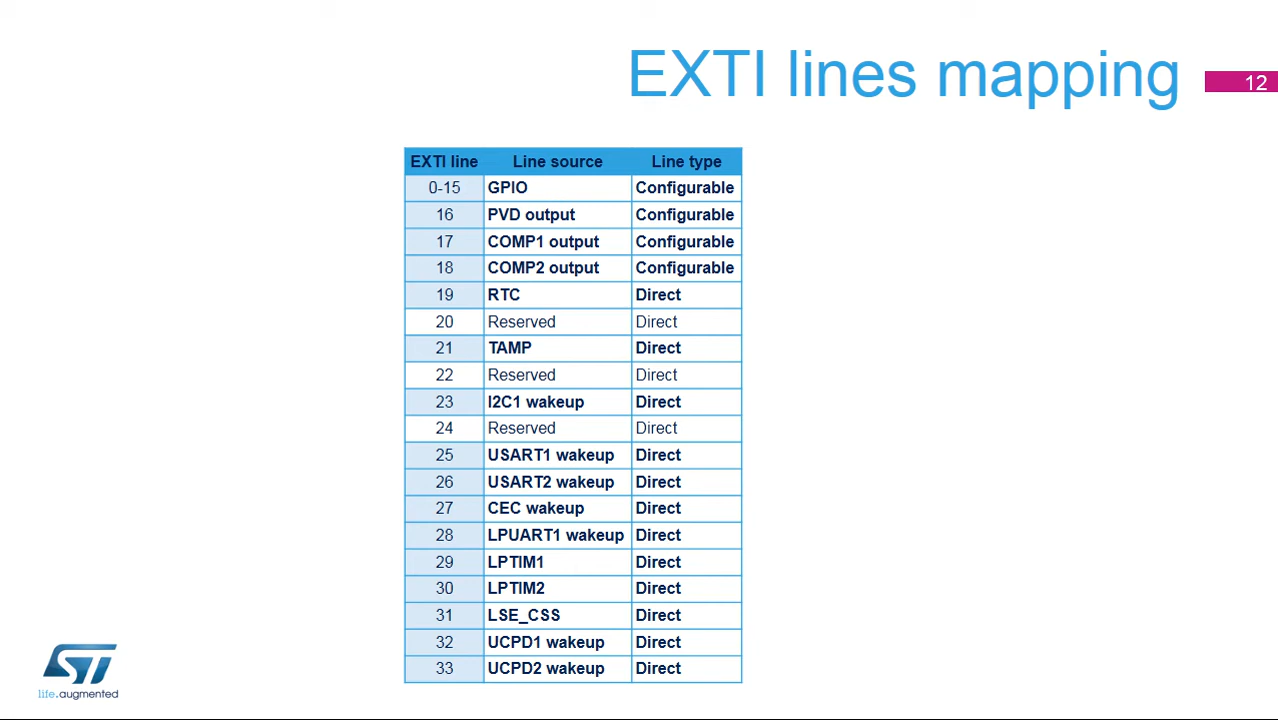 EXTI lines mapping
12
EXTI line Line source Line type
0-15 GPIO Configurable
16 PVD output Configurable
17 COMP1 output Configurable
18 COMP2 output Configurable
19 RTC Direct
20 Reserved Direct
21 TAMP Direct
22 Reserved Direct
23 I2C1 wakeup Direct
24 Reserved Direct
25 USART1 wakeup Direct
26 USART2 wakeup Direct
27 CEC wakeup Direct
28 LPUART1 wakeup Direct
29 LPTIM1 Direct
30 LPTIM2 Direct
31 LSE_CSS Direct
32 UCPD1 wakeup Direct
33 UCPD2 wakeup Direct
ST
life.augmented